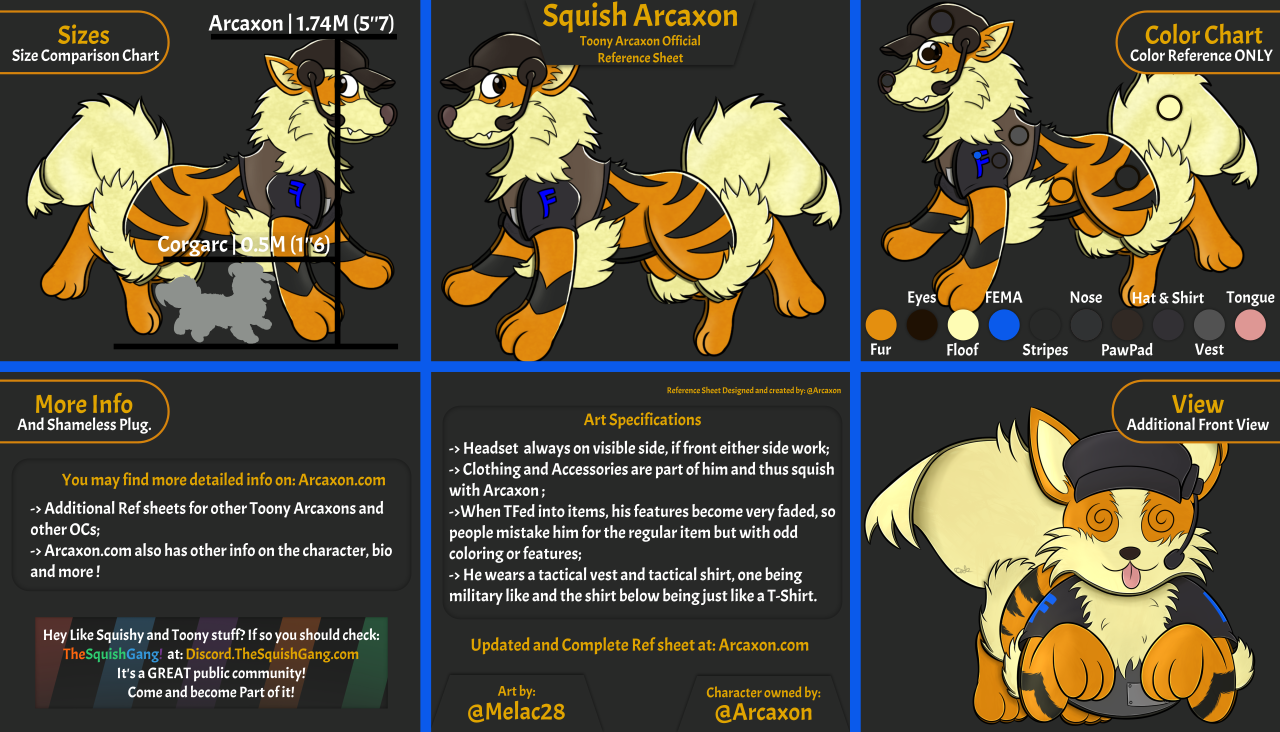 Sizes
Size Comparison Chart
Arcaxon | 1.74M (5"7)
Corgarc | 0.5M (1"6)
Squish Arcaxon
Toony Arcaxon Official
Reference Sheet
F
Color Chart
Color Reference ONLY
F
Eyes FEMA Nose Hat & Shirt Tongue
Fur Floof Stripes PawPad Vest
More Info
And Shameless Plug.
You may find more detailed info on: Arcaxon.com
-> Additional Ref sheets for other Toony Arcaxons and
other OCs;
-> Arcaxon.com also has other info on the character, bio
and more !
Hey Like Squishy and Toony stuff? If so you should check:
TheSquishGang! at: Discord.TheSquishGang.com
It's a GREAT public community!
Come and become Part of it!
Reference Sheet Designed and created by: @Arcaxon
Art Specifications
-> Headset always on visible side, if front either side work;
-> Clothing and Accessories are part of him and thus squish
with Arcaxon ;
->When TFed into items, his features become very faded, so
people mistake him for the regular item but with odd
coloring or features;
-> He wears a tactical vest and tactical shirt, one being
military like and the shirt below being just like a T-Shirt.
Updated and Complete Ref sheet at: Arcaxon.com
Art by:
@Melac28
Character owned by:
@Arcaxon
View
Additional Front View